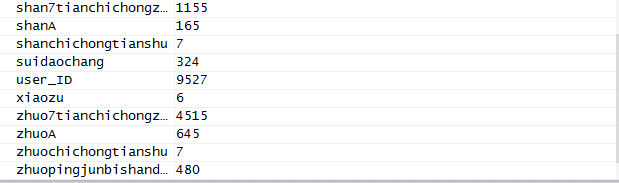 shan7tianchichongz… 1155
shanA 165
shanchichongtianshu 7
suidaochang 324
user_ID 9527
xiaozu 6
zhuo7tianchichongz… 4515
zhuoA 645
zhuochichongtianshu 7
zhuopingjunbishand… 480